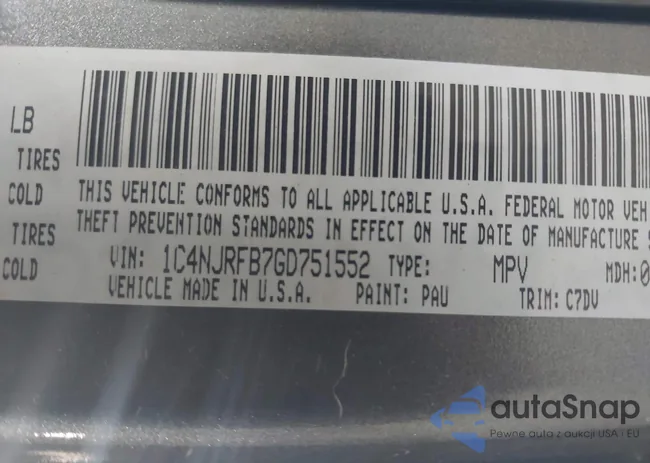 LB
TIRES
COLD
TIRES
COLD
THIS VEHICLE CONFORMS TO ALL APPLICABLE U.S.A. FEDERAL MOTOR VEH
THEFT PREVENTION STANDARDS IN EFFECT ON THE DATE OF MANUFACTURE S
VIN: 1C4NJRFB7GD751552 TYPE: MPV MDH:0
VEHICLE MADE IN U.S.A. PAINT: PAU TRIM: C7DV
autaSnap
Pewne auta z aukcji USA i EU